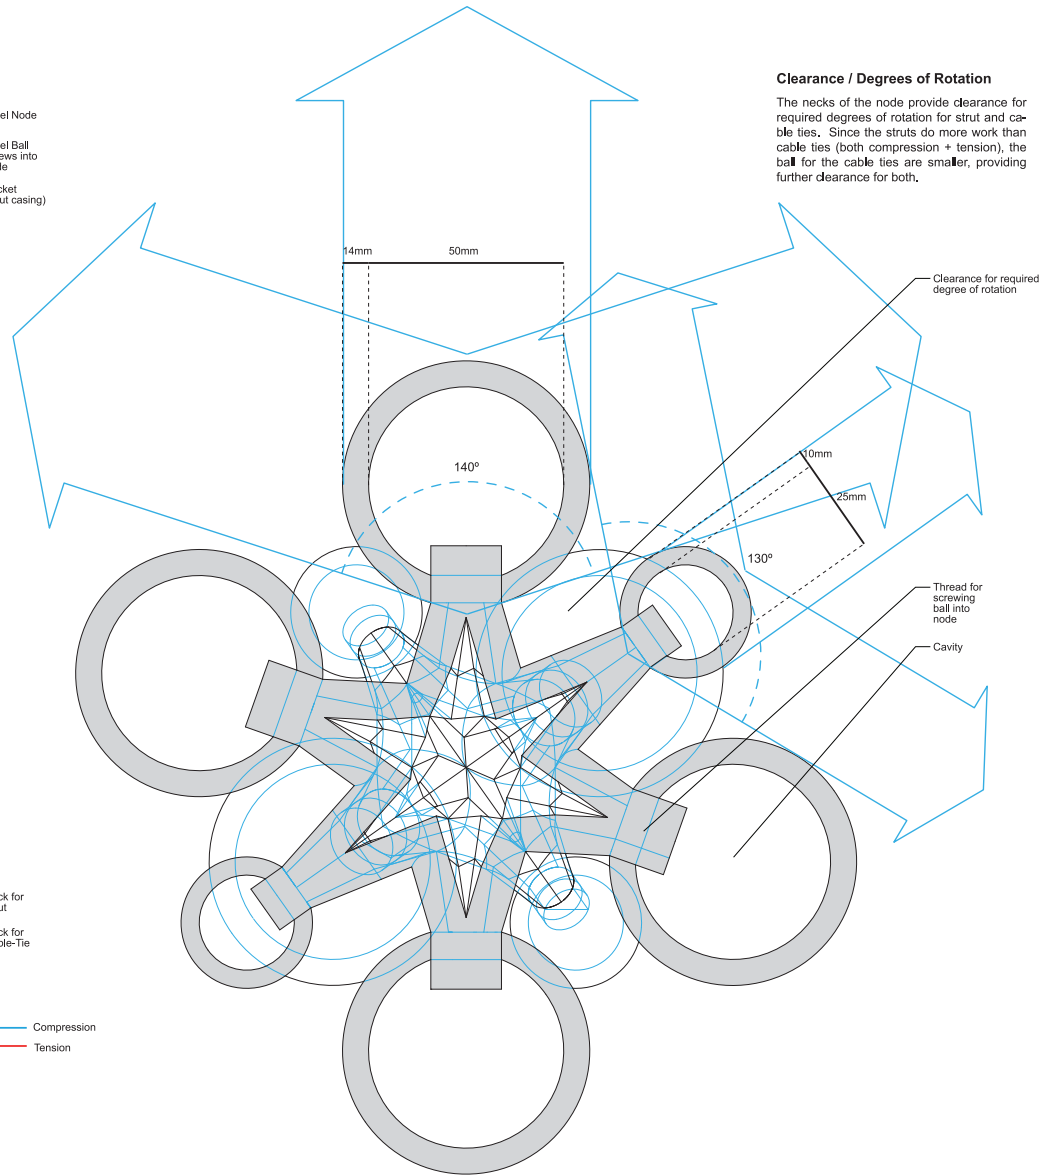 Clearance / Degrees of Rotation
The necks of the node provide clearance for
required degrees of rotation for strut and ca-
ble ties. Since the struts do more work than
cable ties (both compression + tension), the
ball for the cable ties are smaller, providing
further clearance for both.
el Node
el Ball
ews into
le
cket
ut casing)
14mm
50mm
Clearance for required
degree of rotation
140º
10mm
25mm
130º
Thread for
screwing
ball into
node
Cavity
ck for
ut
ck for
ble-Tie
Compression
Tension